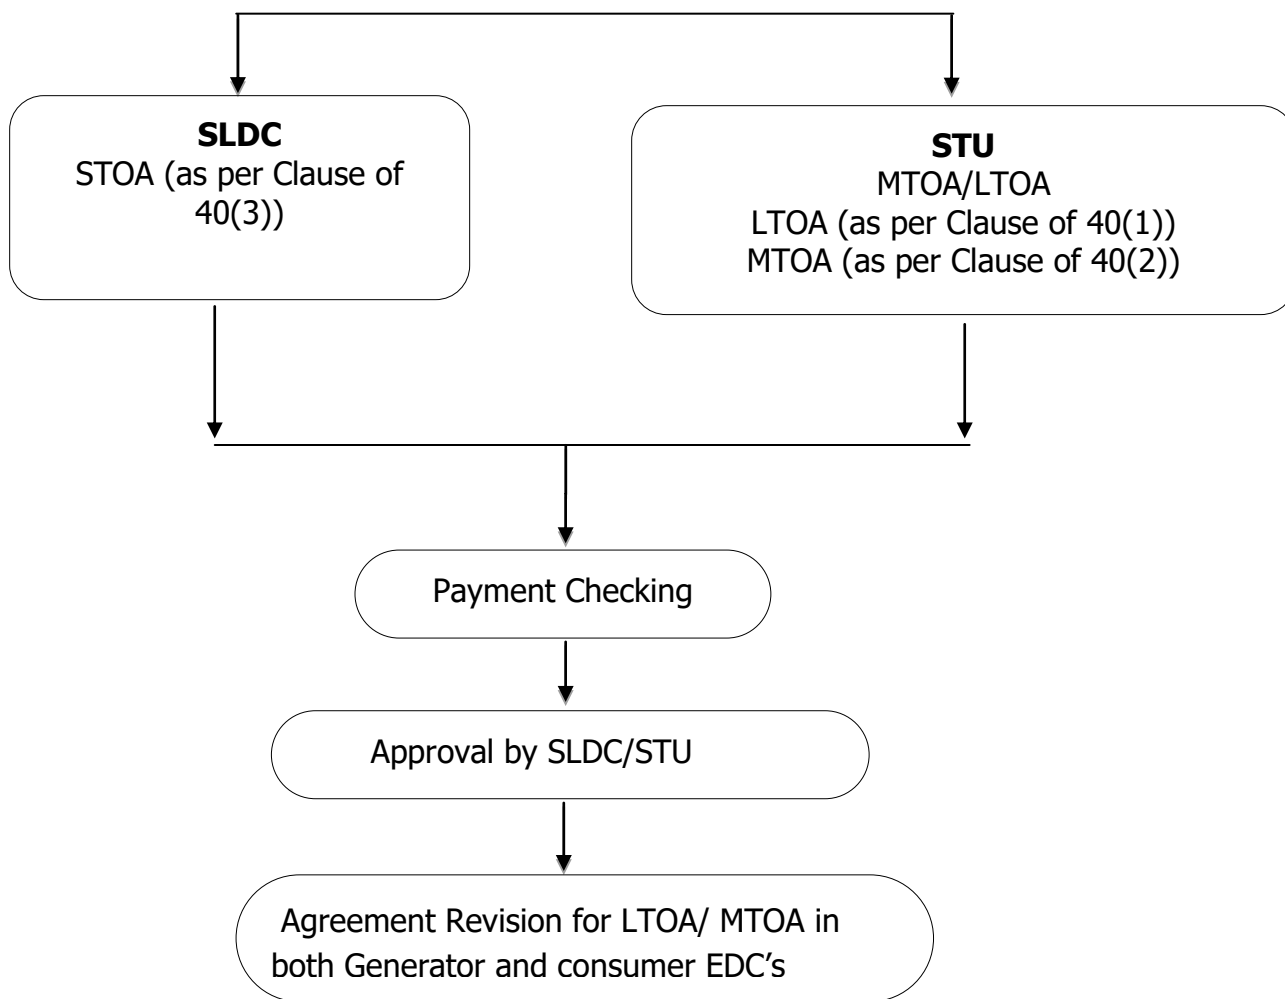 SLDC
STOA (as per Clause of
40(3))
STU
MTOA/LTOA
LTOA (as per Clause of 40(1))
MTOA (as per Clause of 40(2))
Payment Checking
Approval by SLDC/STU
Agreement Revision for LTOA/ MTOA in
both Generator and consumer EDC’s